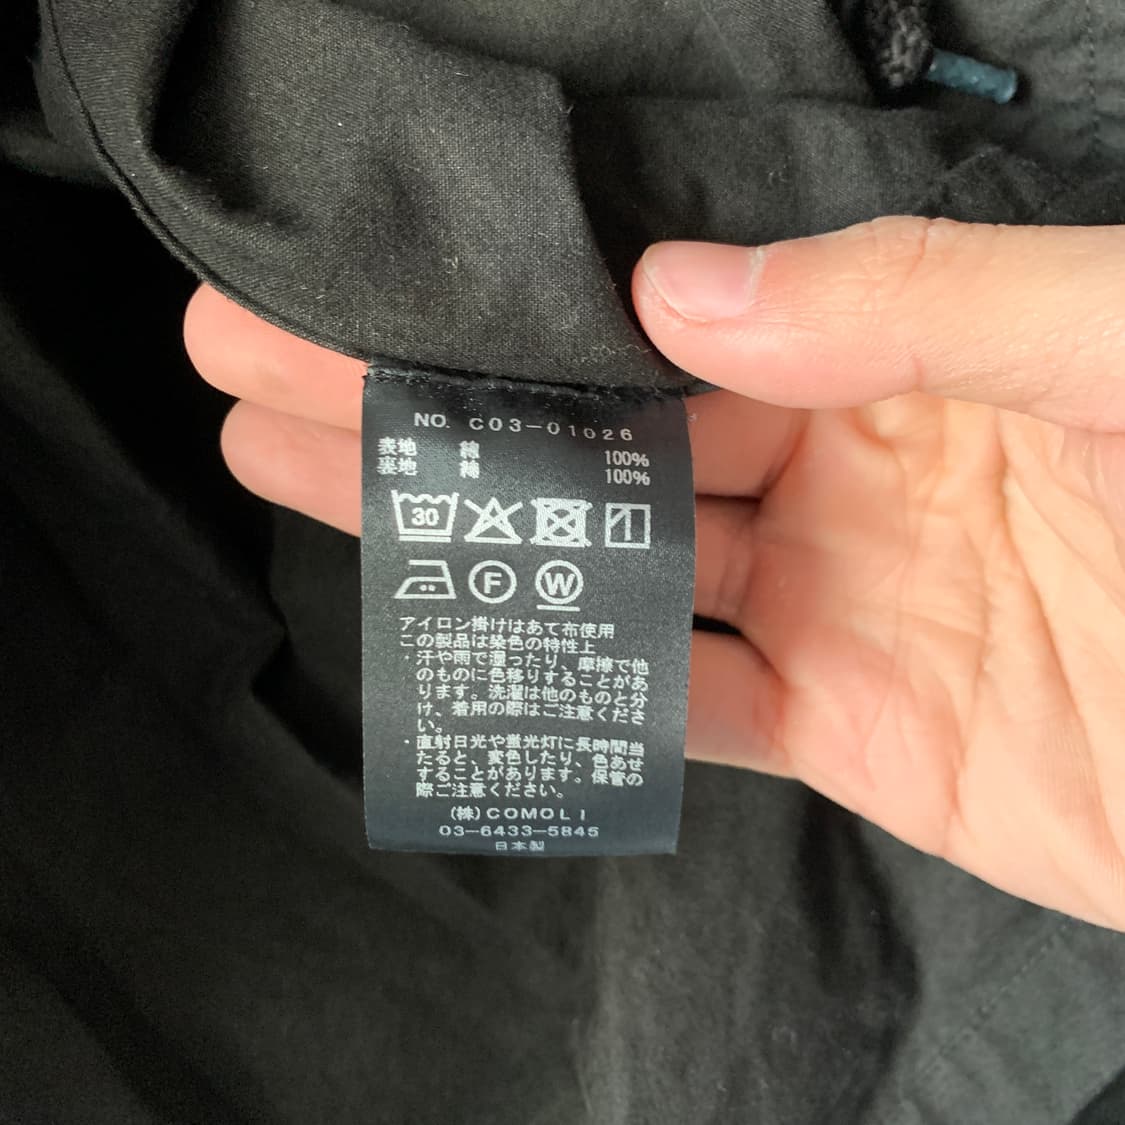 NO. C03-01026
表地 綿 100%
裏地 綿 100%
30
F W
アイロン掛けはあて布使用
この製品は染色の特性上
・汗や雨で湿ったり、摩擦で他
のものに色移りすることがあ
ります。洗濯は他のものと分
け、着用の際はご注意くださ
い。
・直射日光や蛍光灯に長時間当
たると、変色したり、色あせ
することがあります。保管の
際ご注意ください。
(株)COMOLI
03-6433-5845
日本製